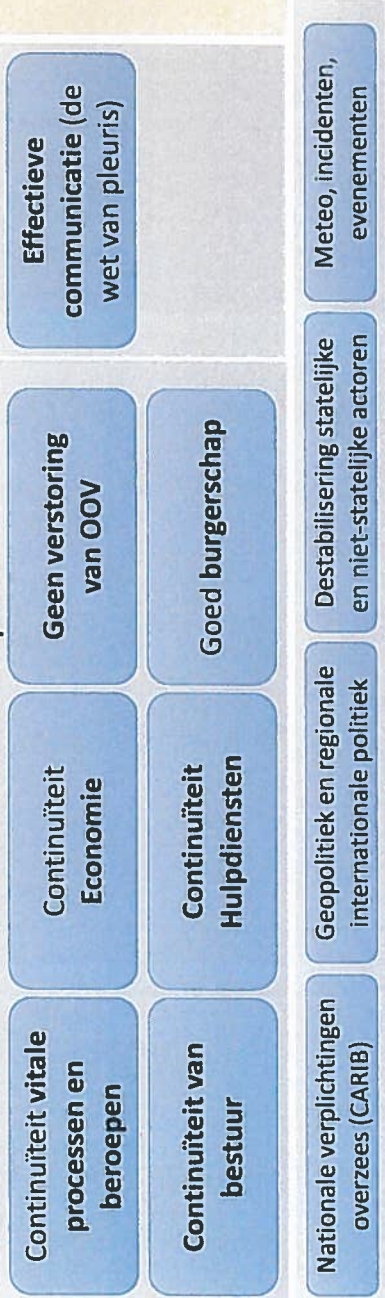 Continuïteit vitale
processen en
beroepen
Continuïteit
Economie
Geen verstoring
van OOV
Effectieve
communicatie (de
wet van pleuris)
Continuïteit van
bestuur
Continuïteit
Hulpdiensten
Goed burgerschap
Nationale verplichtingen
overzees (CARIB)
Geopolitiek en regionale
internationale politiek
Destabilisering statelijke
en niet-statelijke actoren
Meteo, incidenten,
evenementen